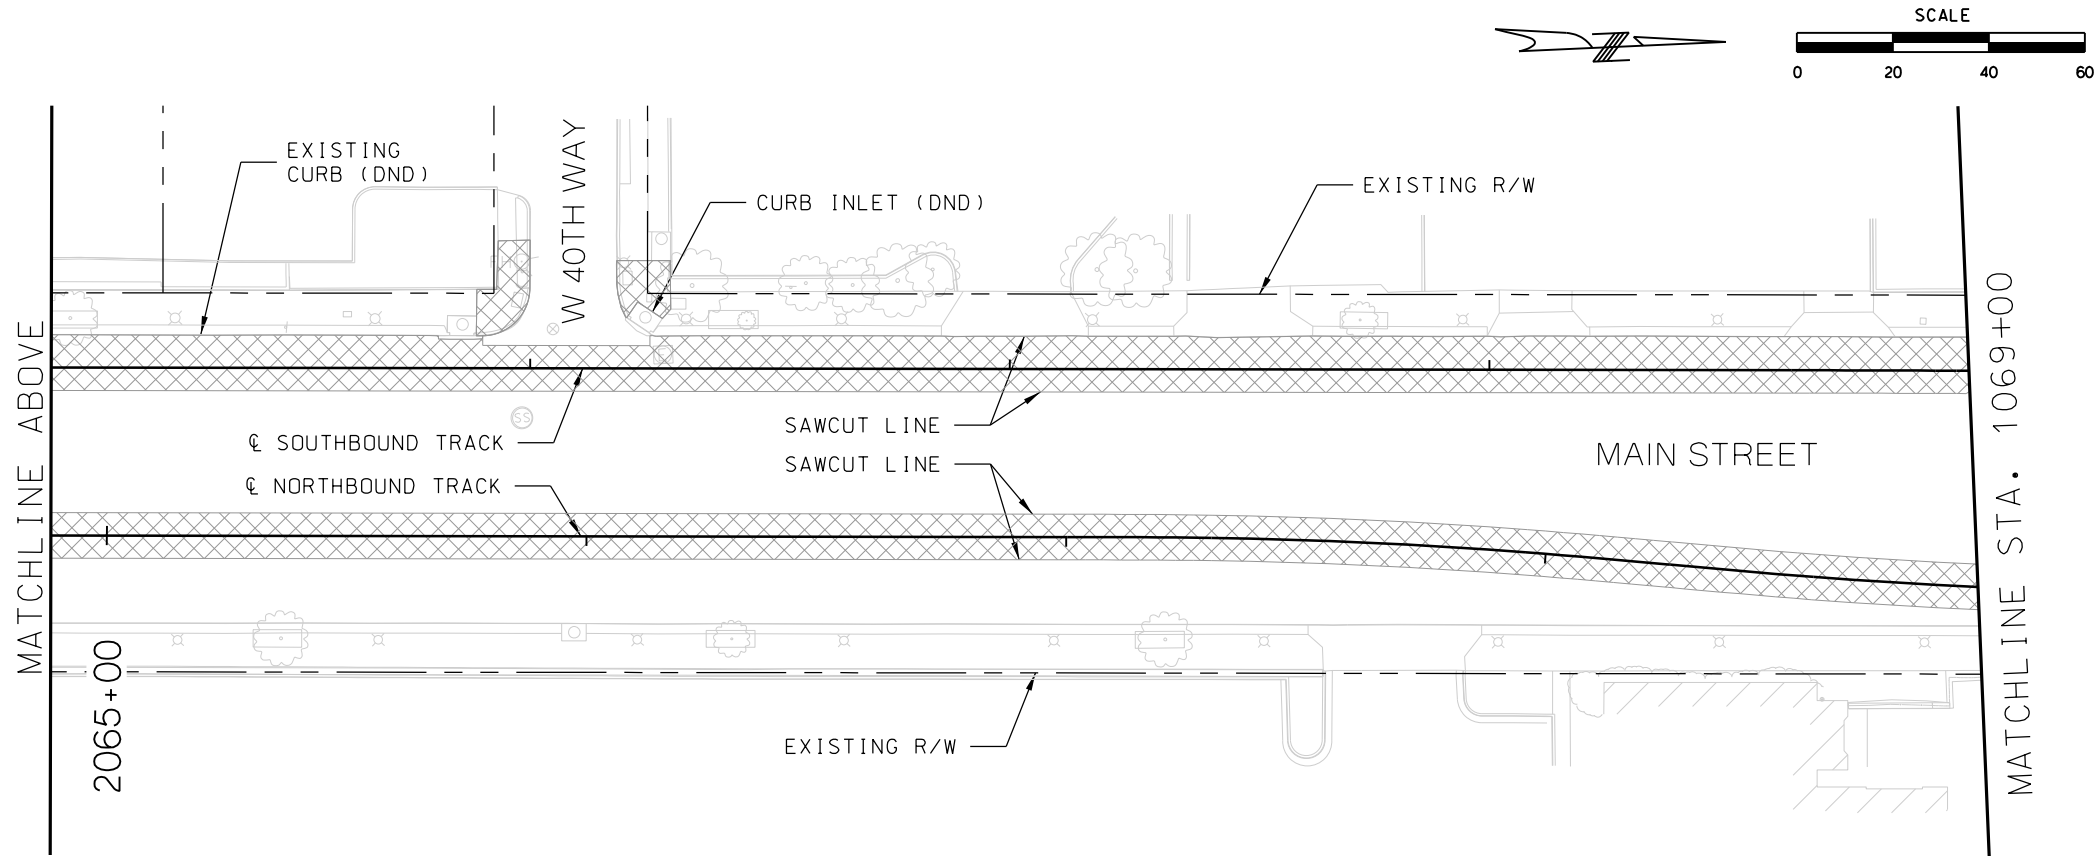 SCALE
0 20 40 60
EXISTING
CURB (DND)
W 40TH WAY
CURB INLET (DND)
EXISTING R/W
MATCHLINE ABOVE
℄ SOUTHBOUND TRACK
SS
SAWCUT LINE
SAWCUT LINE
℄ NORTHBOUND TRACK
MAIN STREET
MATCHLINE STA. 1069+00
2065+00
EXISTING R/W